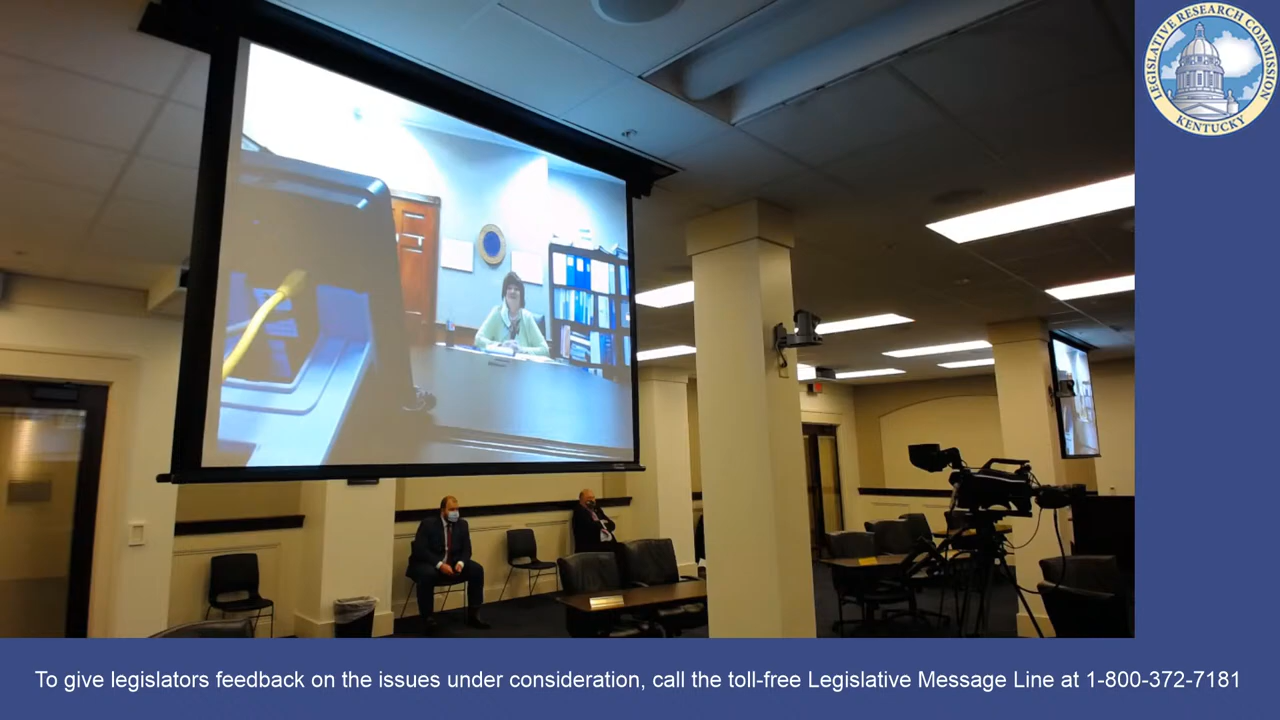 LEGISLATIVE RESEARCH COMMISSION
KENTUCKY
To give legislators feedback on the issues under consideration, call the toll-free Legislative Message Line at 1-800-372-7181